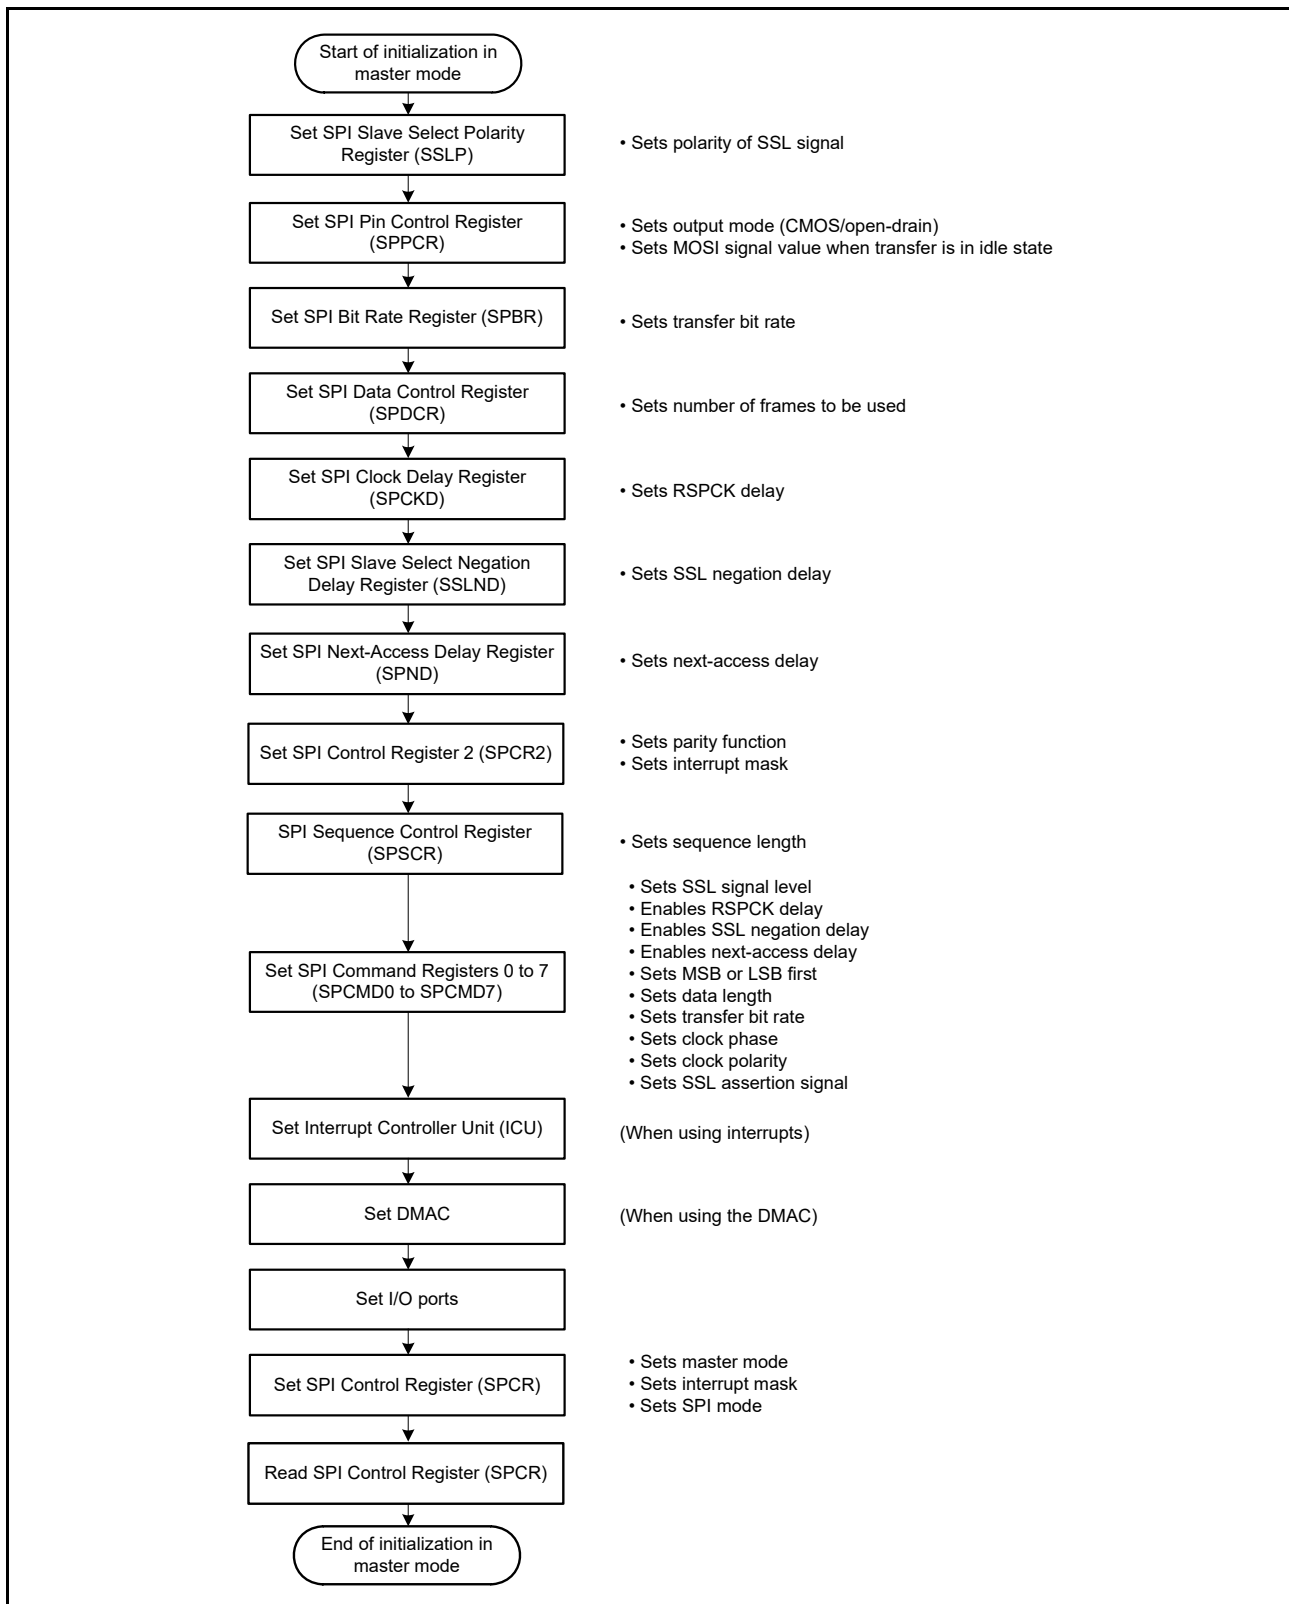 Start of initialization in
master mode
Set SPI Slave Select Polarity
Register (SSLP)
• Sets polarity of SSL signal
Set SPI Pin Control Register
(SPPCR)
• Sets output mode (CMOS/open-drain)
• Sets MOSI signal value when transfer is in idle state
Set SPI Bit Rate Register (SPBR)
• Sets transfer bit rate
Set SPI Data Control Register
(SPDCR)
• Sets number of frames to be used
Set SPI Clock Delay Register
(SPCKD)
• Sets RSPCK delay
Set SPI Slave Select Negation
Delay Register (SSLND)
• Sets SSL negation delay
Set SPI Next-Access Delay Register
(SPND)
• Sets next-access delay
Set SPI Control Register 2 (SPCR2)
• Sets parity function
• Sets interrupt mask
SPI Sequence Control Register
(SPSCR)
• Sets sequence length
Set SPI Command Registers 0 to 7
(SPCMD0 to SPCMD7)
• Sets SSL signal level
• Enables RSPCK delay
• Enables SSL negation delay
• Enables next-access delay
• Sets MSB or LSB first
• Sets data length
• Sets transfer bit rate
• Sets clock phase
• Sets clock polarity
• Sets SSL assertion signal
Set Interrupt Controller Unit (ICU)
(When using interrupts)
Set DMAC
(When using the DMAC)
Set I/O ports
Set SPI Control Register (SPCR)
• Sets master mode
• Sets interrupt mask
• Sets SPI mode
Read SPI Control Register (SPCR)
End of initialization in
master mode